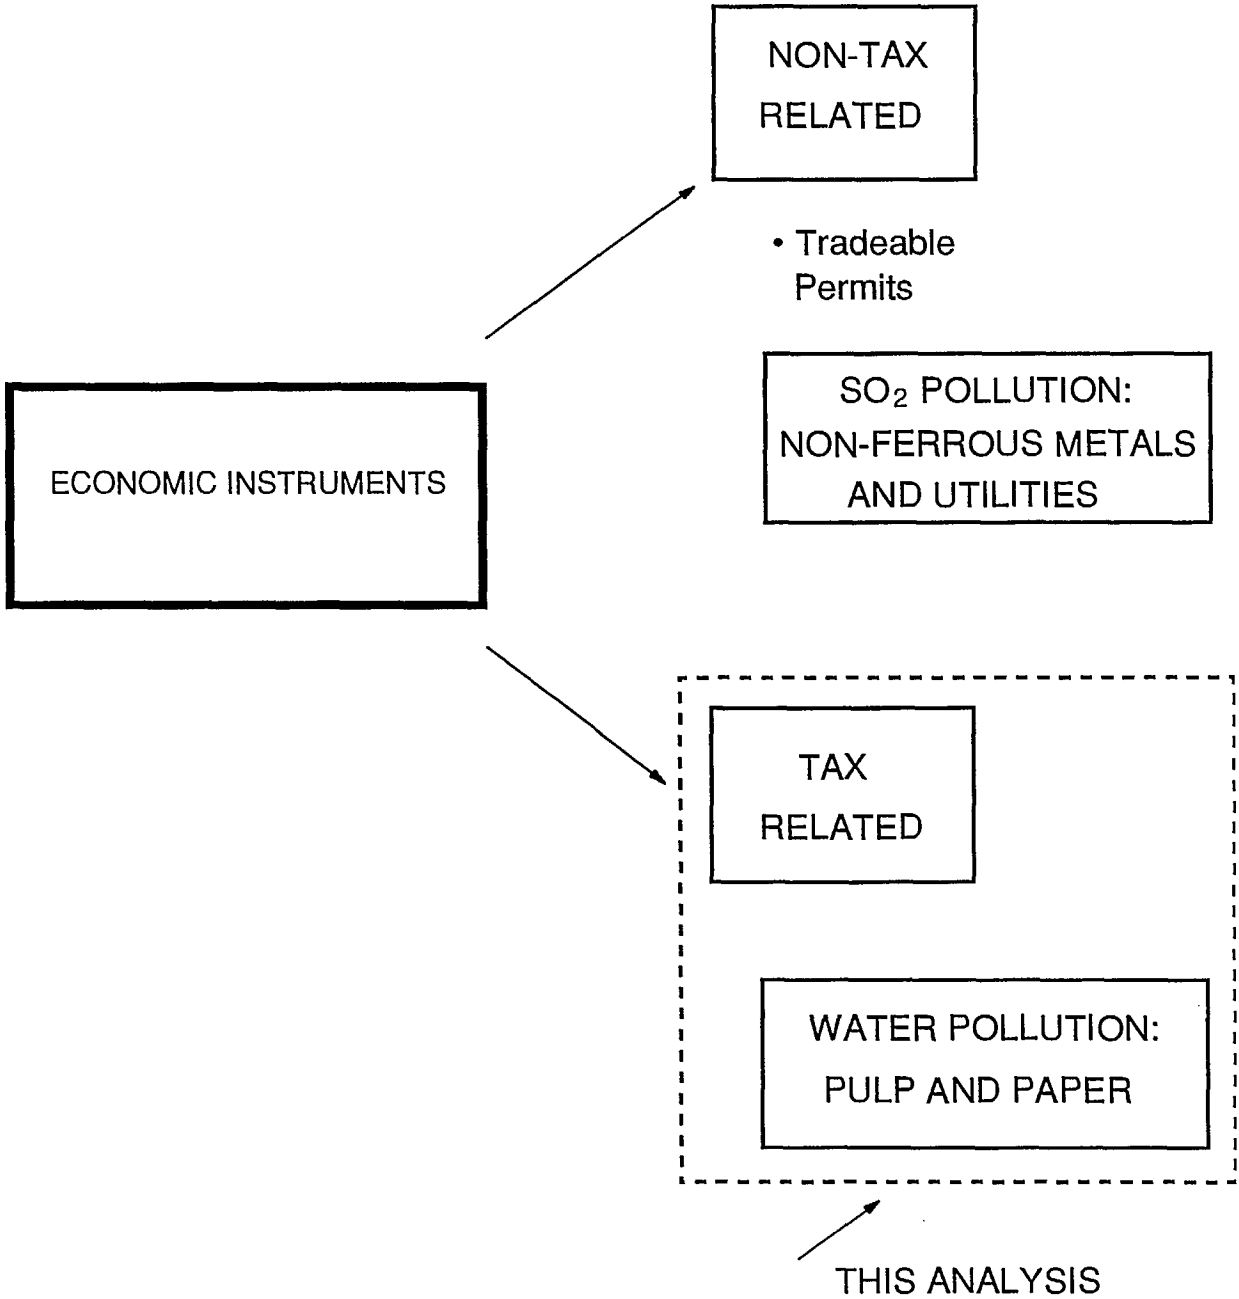 NON-TAX
RELATED
• Tradeable
Permits
SO₂ POLLUTION:
NON-FERROUS METALS
AND UTILITIES
ECONOMIC INSTRUMENTS
TAX
RELATED
WATER POLLUTION:
PULP AND PAPER
THIS ANALYSIS